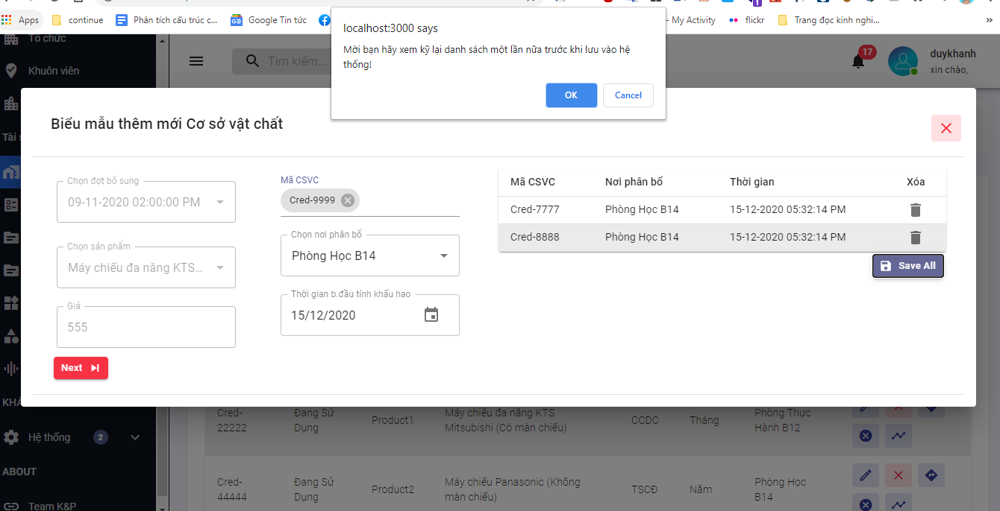 Apps
continue
Phân tích cấu trúc c...
Google Tin tức
- My Activity
flickr
Trang đọc kinh nghi...
»
localhost:3000 says
Mời bạn hãy xem kỹ lại danh sách một lần nữa trước khi lưu vào hệ
thống!
OK
Cancel
Tổ chức
Khuôn viên
Tìm kiếm...
17
duykhanh
xin chào,
Tài s
Biểu mẫu thêm mới Cơ sở vật chất
Chọn đợt bổ sung
09-11-2020 02:00:00 PM
Chọn sản phẩm
Máy chiếu đa năng KTS...
Giá
555
Next
Mã CSVC
Cred-9999
Chọn nơi phân bổ
Phòng Học B14
Thời gian b.đầu tính khấu hao
15/12/2020
Mã CSVC Nơi phân bổ Thời gian Xóa
Cred-7777 Phòng Học B14 15-12-2020 05:32:14 PM
Cred-8888 Phòng Học B14 15-12-2020 05:32:14 PM
Save All
KHÁ
Hệ thống 2
ABOUT
Team K&P
Cred-
22222
Đang Sử
Dụng
Product1
Máy chiếu đa năng KTS
Mitsubishi (Có màn chiếu)
CCDC
Tháng
Phòng Thực
Hành B12
Cred-
44444
Đang Sử
Dụng
Product2
Máy chiếu Panasonic (Không
màn chiếu)
TSCĐ
Năm
Phòng Học
B14